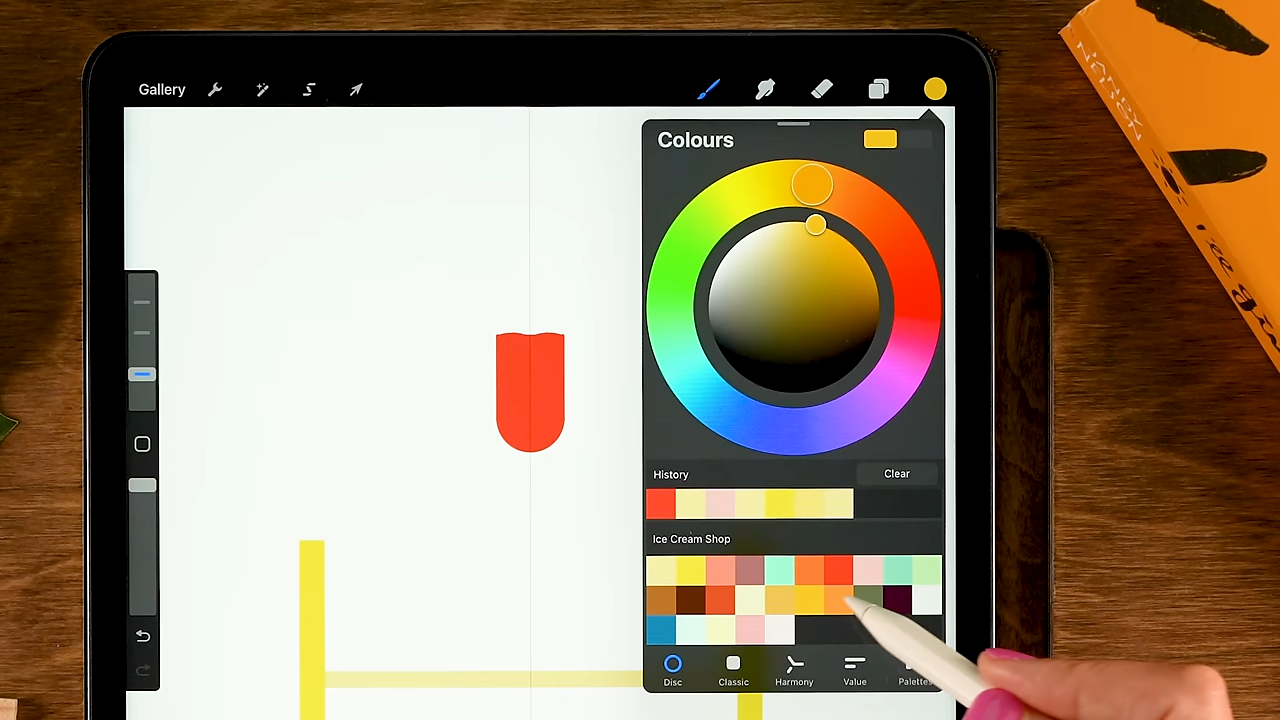 Gallery
Colours
History
Clear
Ice Cream Shop
Disc
Classic
Harmony
Value
Palettes